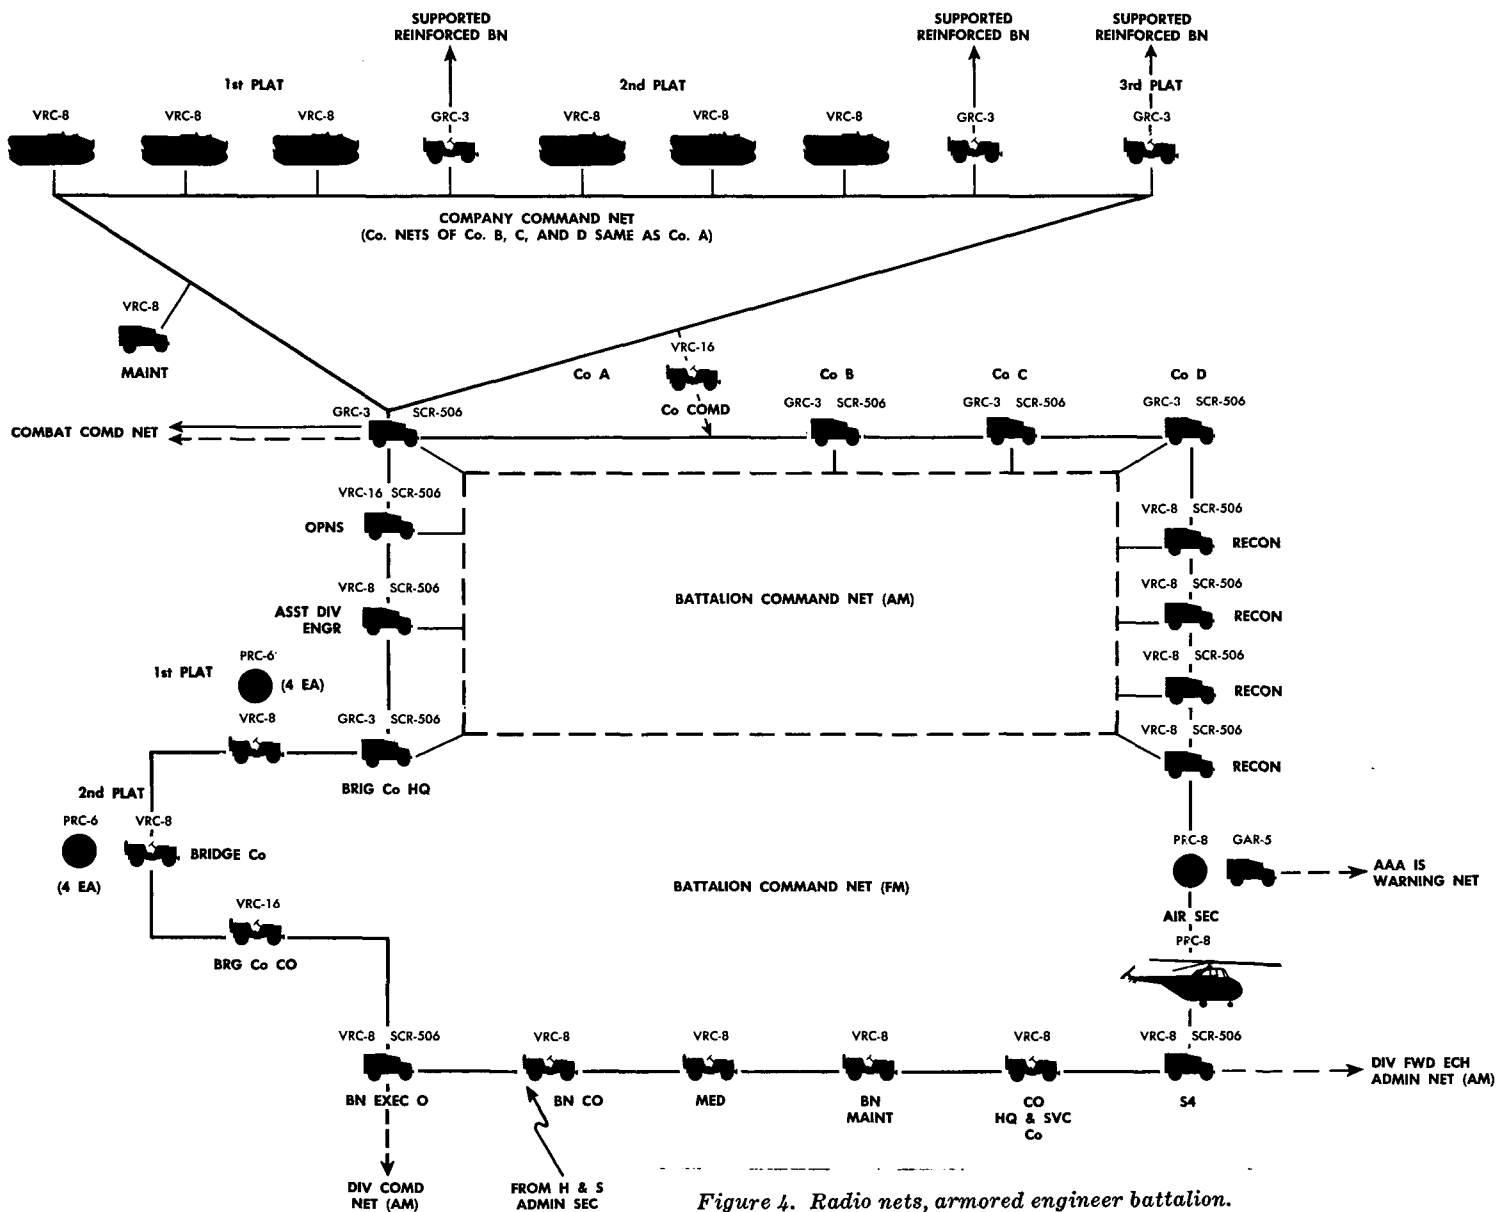 SUPPORTED
REINFORCED BN
SUPPORTED
REINFORCED BN
SUPPORTED
REINFORCED BN
1st PLAT
2nd PLAT
3rd PLAT
VRC-8
VRC-8
VRC-8
GRC-3
VRC-8
VRC-8
VRC-8
GRC-3
GRC-3
COMPANY COMMAND NET
(Co. NETS OF Co. B, C, AND D SAME AS Co. A)
VRC-8
MAINT
VRC-16
Co A
Co COMD
Co B
Co C
Co D
GRC-3 SCR-506
GRC-3 SCR-506
GRC-3 SCR-506
GRC-3 SCR-506
COMBAT COMD NET
VRC-16 SCR-506
OPNS
VRC-8 SCR-506
ASST DIV
ENGR
BATTALION COMMAND NET (AM)
VRC-8 SCR-506
RECON
VRC-8 SCR-506
RECON
VRC-8 SCR-506
RECON
VRC-8 SCR-506
RECON
PRC-6
1st PLAT
(4 EA)
VRC-8
GRC-3 SCR-506
BRIG Co HQ
2nd PLAT
PRC-6
VRC-8
BRIDGE Co
(4 EA)
VRC-16
BRG Co CO
BATTALION COMMAND NET (FM)
PRC-8
GAR-5
AAA IS
WARNING NET
AIR SEC
PRC-8
VRC-8 SCR-506
VRC-8
VRC-8
VRC-8
VRC-8
VRC-8 SCR-506
BN EXEC O
BN CO
MED
BN
MAINT
CO
HQ & SVC
Co
S4
DIV FWD ECH
ADMIN NET (AM)
DIV COMD
NET (AM)
FROM H & S
ADMIN SEC
Figure 4. Radio nets, armored engineer battalion.